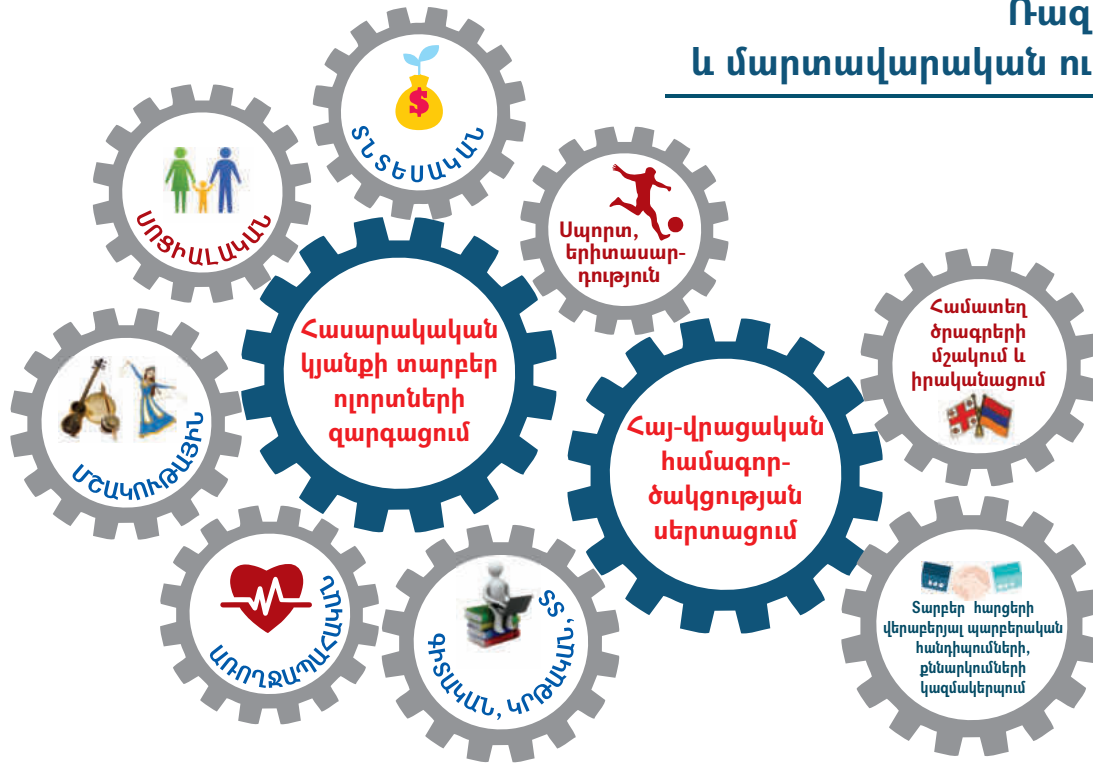 Ռազ
և մարտավարական ու
ՏՆՏԵՍԱԿԱՆ
ՍՈՑԻԱԼԱԿԱՆ
Սպորտ,
երիտասար-
դություն
Հասարակական
կյանքի տարբեր
ոլորտների
զարգացում
ՄՇԱԿՈՒԹԱՅԻՆ
ԱՌՈՂՋԱՊԱՀԱԿԱՆ
ԳԻՏԱԿԱՆ, ԿՐԹԱԿԱՆ, ՏՏ
Հայ-վրացական
համագոր-
ծակցության
սերտացում
Համատեղ
ծրագրերի
մշակում և
իրականացում
Տարբեր հարցերի
վերաբերյալ պարբերական
հանդիպումների,
քննարկումների
կազմակերպում